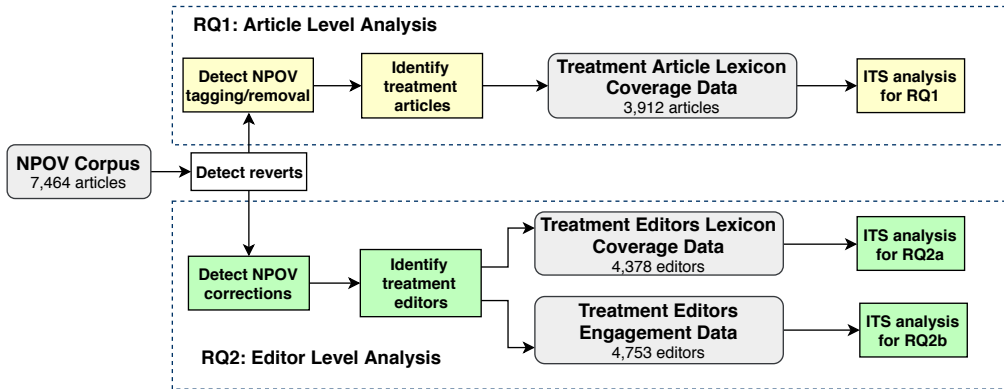 RQ1: Article Level Analysis
Detect NPOV
tagging/removal
Identify
treatment
articles
Treatment Article Lexicon
Coverage Data
3,912 articles
ITS analysis
for RQ1
NPOV Corpus
7,464 articles
Detect reverts
Detect NPOV
corrections
Identify
treatment
editors
Treatment Editors Lexicon
Coverage Data
4,378 editors
ITS analysis
for RQ2a
Treatment Editors
Engagement Data
4,753 editors
ITS analysis
for RQ2b
RQ2: Editor Level Analysis